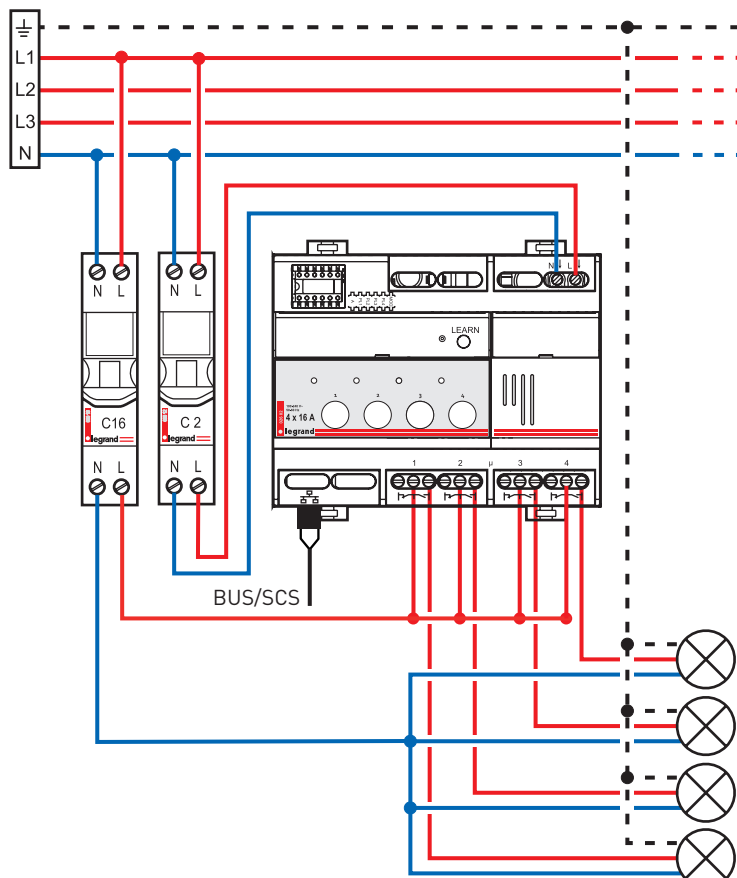 L1
L2
L3
N
N L
N L
N L
LEARN
1 2 3 4
4 x 16 A
legrand
C16
legrand
C 2
legrand
N L
N L
1 2 µ 3 4
BUS/SCS